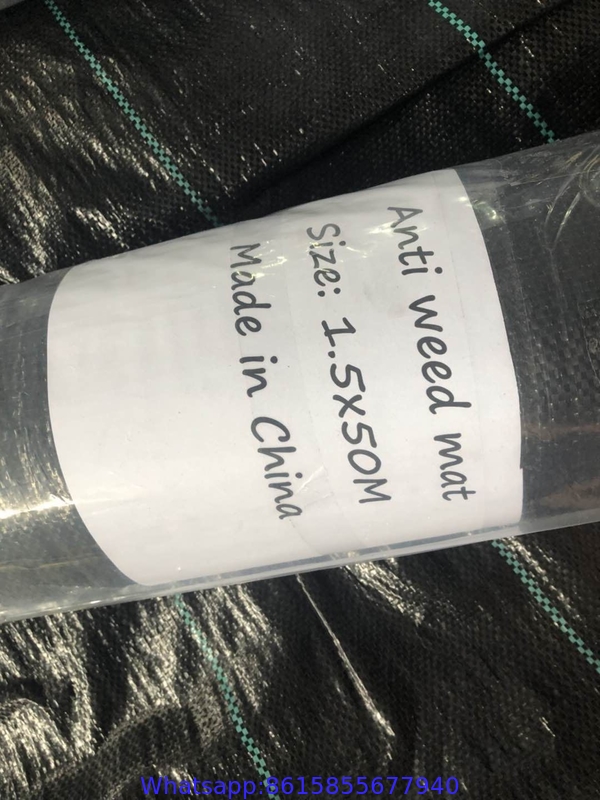 Anti weed mat
Size: 1.5x50M
Made in China
Whatsapp:8615855677940